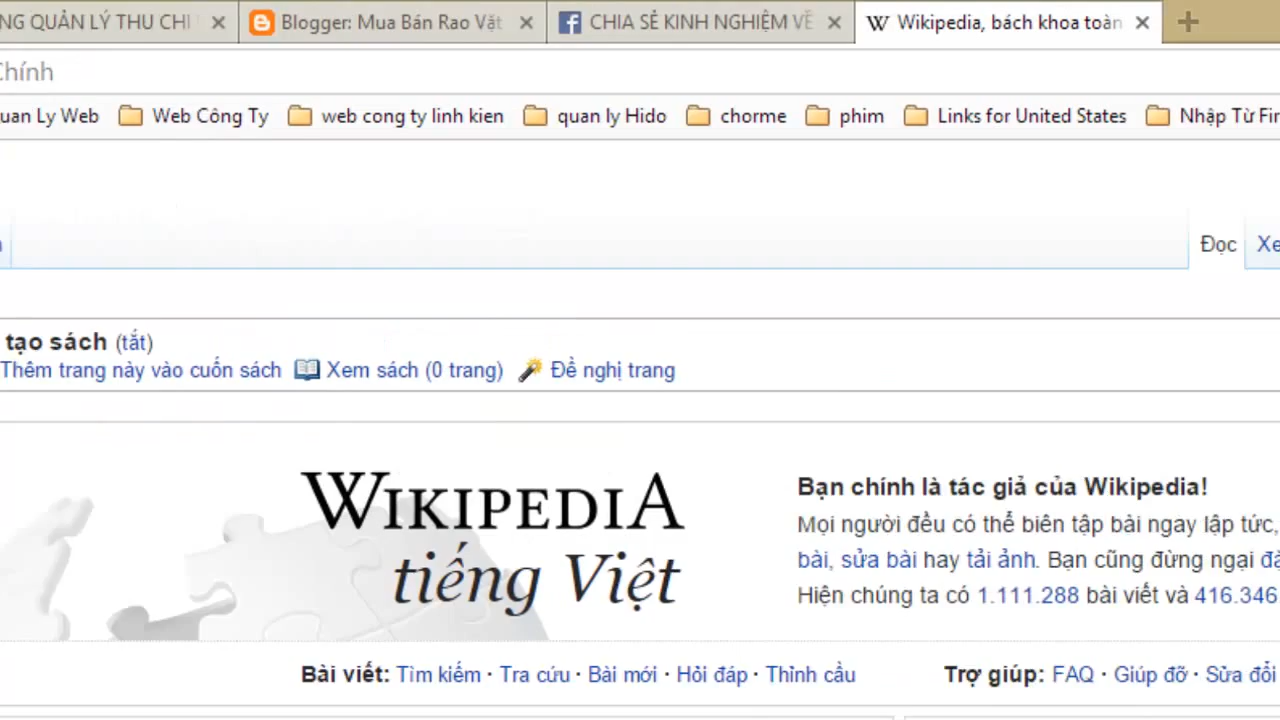 NG QUẢN LÝ THU CHI
Blogger: Mua Bán Rao Vặt
CHIA SẺ KINH NGHIỆM VỀ
Wikipedia, bách khoa toàn
Chính
uan Ly Web
Web Công Ty
web cong ty linh kien
quan ly Hido
chorme
phim
Links for United States
Nhập Từ Fir
Đọc
Xe
tạo sách (tắt)
Thêm trang này vào cuốn sách Xem sách (0 trang) Đề nghị trang
WIKIPEDIA
tiếng Việt
Bạn chính là tác giả của Wikipedia!
Mọi người đều có thể biên tập bài ngay lập tức,
bài, sửa bài hay tải ảnh. Bạn cũng đừng ngại đặ
Hiện chúng ta có 1.111.288 bài viết và 416.346
Bài viết: Tìm kiếm · Tra cứu · Bài mới · Hỏi đáp · Thỉnh cầu
Trợ giúp: FAQ · Giúp đỡ · Sửa đổi